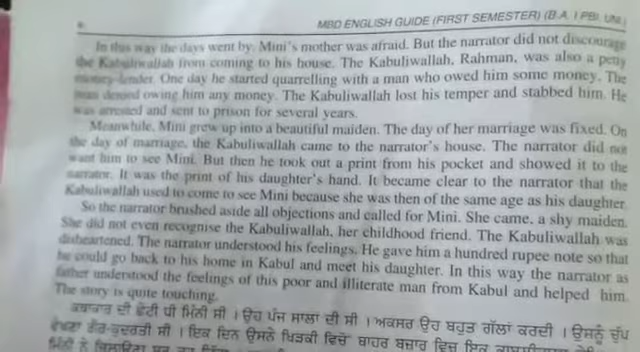 MBD ENGLISH GUIDE (FIRST SEMESTER) (B.A. I PBI. UNI.)
In this way the days went by. Mini's mother was afraid. But the narrator did not discourage
the Kabuliwallah from coming to his house. The Kabuliwallah, Rahman, was also a petty
money-lender. One day he started quarrelling with a man who owed him some money. The
man denied owing him any money. The Kabuliwallah lost his temper and stabbed him. He
was arrested and sent to prison for several years.
Meanwhile, Mini grew up into a beautiful maiden. The day of her marriage was fixed. On
the day of marriage, the Kabuliwallah came to the narrator's house. The narrator did not
want him to see Mini. But then he took out a print from his pocket and showed it to the
narrator. It was the print of his daughter's hand. It became clear to the narrator that the
Kabuliwallah used to come to see Mini because she was then of the same age as his daughter.
So the narrator brushed aside all objections and called for Mini. She came, a shy maiden.
She did not even recognise the Kabuliwallah, her childhood friend. The Kabuliwallah was
disheartened. The narrator understood his feelings. He gave him a hundred rupee note so that
he could go back to his home in Kabul and meet his daughter. In this way the narrator as
father understood the feelings of this poor and illiterate man from Kabul and helped him.
The story is quite touching.
ਕਥਾਕਾਰ ਦੀ ਛੋਟੀ ਧੀ ਮਿੰਨੀ ਸੀ । ਉਹ ਪੰਜ ਸਾਲਾਂ ਦੀ ਸੀ । ਅਕਸਰ ਉਹ ਬਹੁਤ ਗੱਲਾਂ ਕਰਦੀ । ਉਸਨੂੰ ਚੁੱਪ
ਵੇਖਣਾ ਗੈਰ-ਕੁਦਰਤੀ ਸੀ । ਇਕ ਦਿਨ ਉਸਨੇ ਖਿੜਕੀ ਵਿਚੋਂ ਬਾਹਰ ਬਜ਼ਾਰ ਵਿਚ ਇਕ
ਮਿੰਨੀ ਨੇ